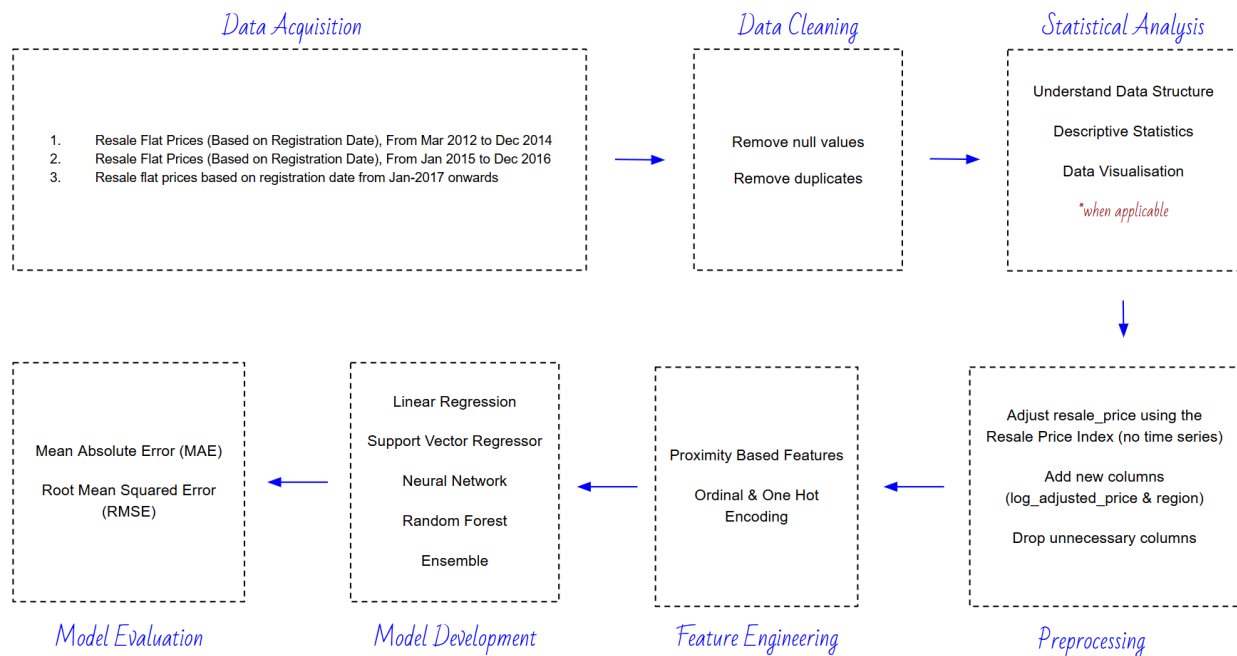 Data Acquisition
1. Resale Flat Prices (Based on Registration Date), From Mar 2012 to Dec 2014
2. Resale Flat Prices (Based on Registration Date), From Jan 2015 to Dec 2016
3. Resale flat prices based on registration date from Jan-2017 onwards
Data Cleaning
Remove null values
Remove duplicates
Statistical Analysis
Understand Data Structure
Descriptive Statistics
Data Visualisation
*when applicable
Adjust resale_price using the
Resale Price Index (no time series)
Add new columns
(log_adjusted_price & region)
Drop unnecessary columns
Preprocessing
Proximity Based Features
Ordinal & One Hot
Encoding
Feature Engineering
Linear Regression
Support Vector Regressor
Neural Network
Random Forest
Ensemble
Model Development
Mean Absolute Error (MAE)
Root Mean Squared Error
(RMSE)
Model Evaluation